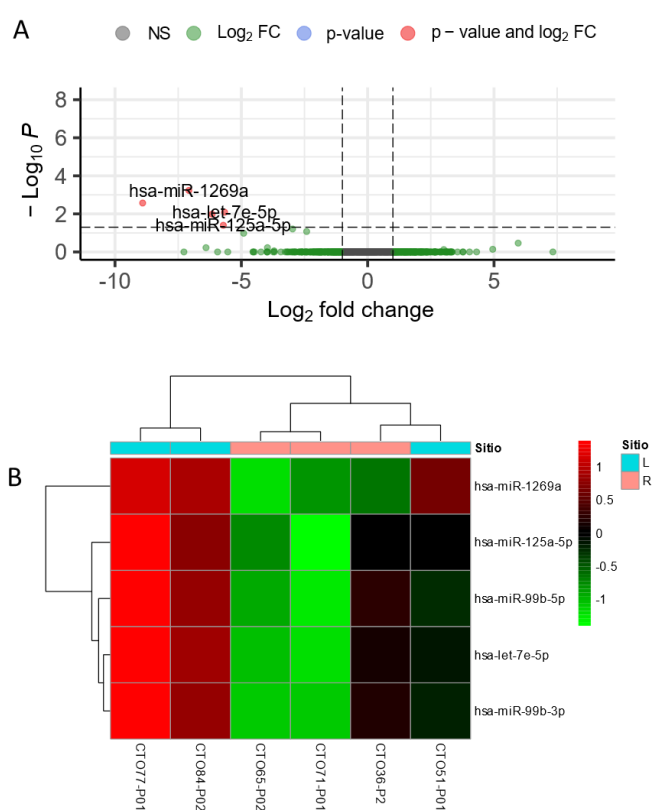 A
NS Log2 FC p-value p − value and log2 FC
− Log10 P
8
6
4
2
0
hsa-miR-1269a
hsa-let-7e-5p
hsa-miR-125a-5p
-10 -5 0 5
Log2 fold change
B
Sitio
hsa-miR-1269a
hsa-miR-125a-5p
hsa-miR-99b-5p
hsa-let-7e-5p
hsa-miR-99b-3p
1
0.5
0
-0.5
-1
Sitio
L
R
CTO77-P01
CTO84-P02
CTO65-P02
CTO71-P01
CTO36-P2
CTO51-P01